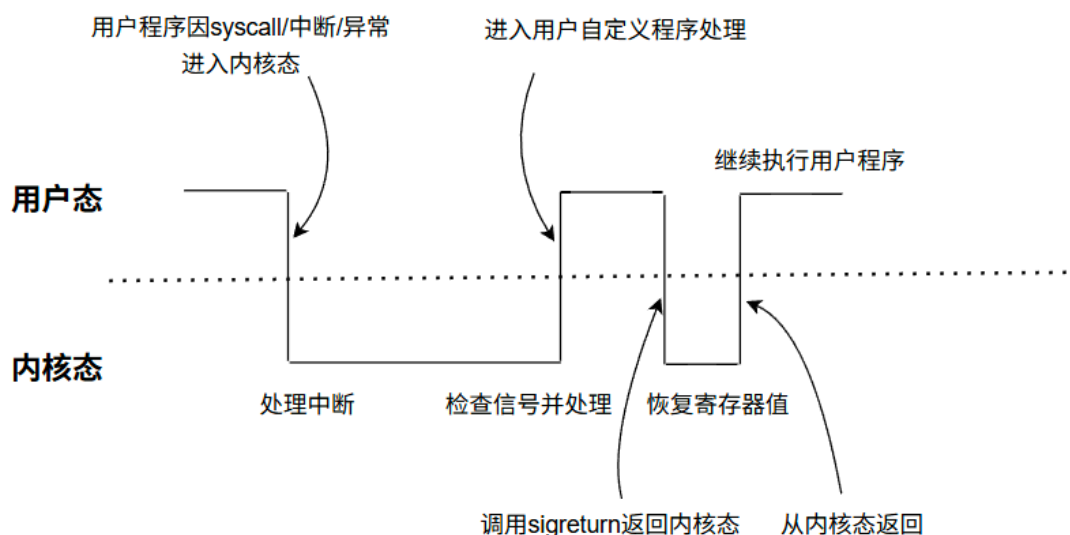 用户程序因syscall/中断/异常
进入内核态
进入用户自定义程序处理
继续执行用户程序
用户态
内核态
处理中断
检查信号并处理
恢复寄存器值
调用sigreturn返回内核态
从内核态返回